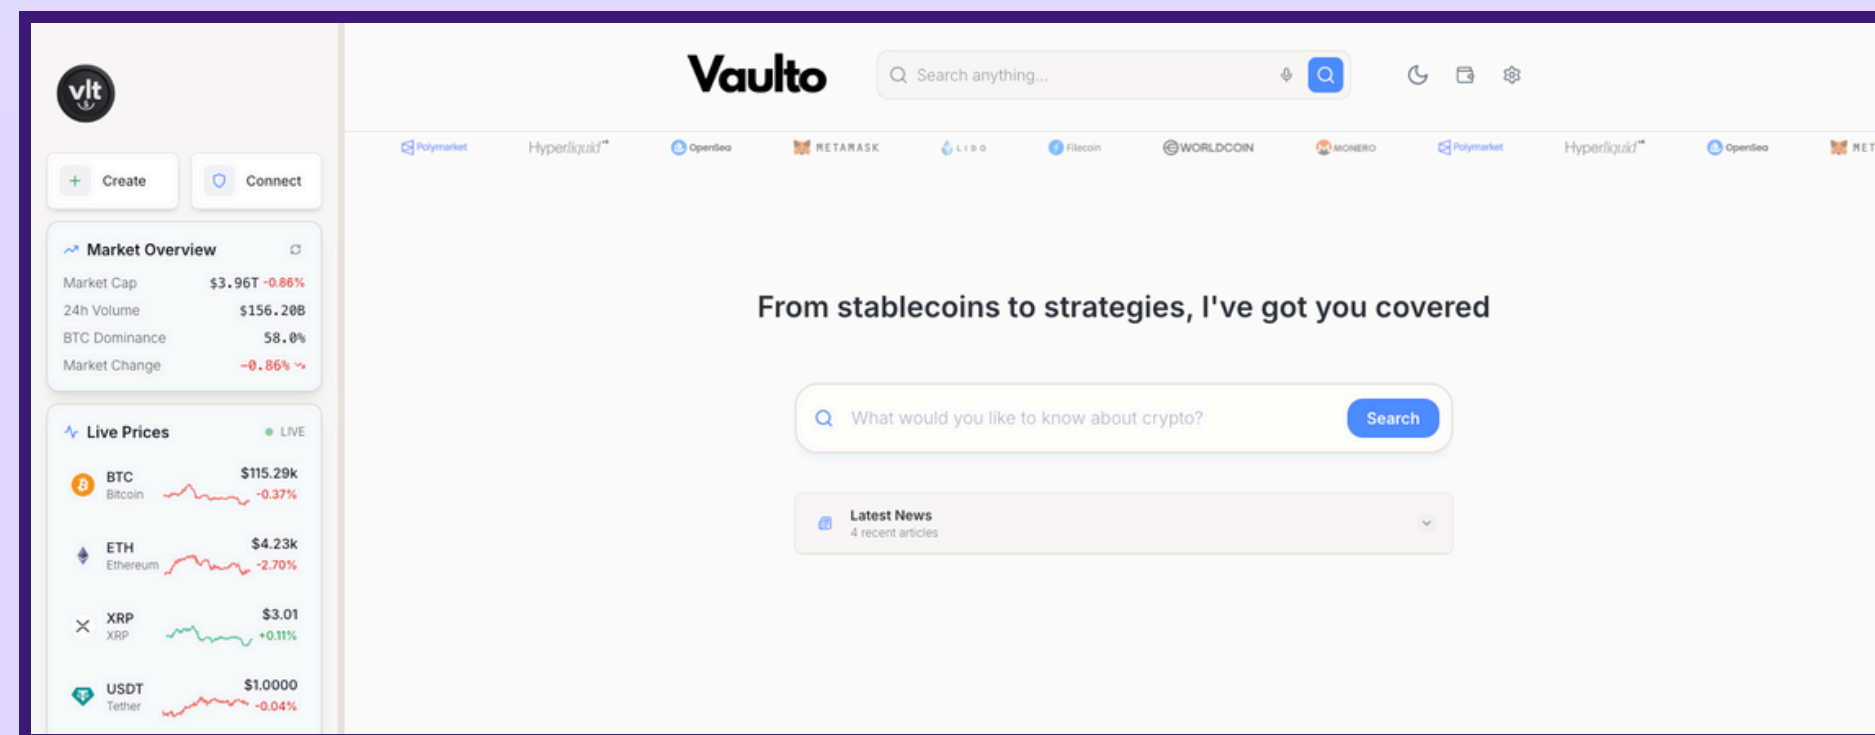 vlt
$
Create
Connect
Market Overview
Market Cap $3.96T -0.86%
24h Volume $156.20B
BTC Dominance 58.0%
Market Change -0.86%
Live Prices LIVE
BTC $115.29k
Bitcoin -0.37%
ETH $4.23k
Ethereum -2.70%
XRP $3.01
XRP +0.11%
USDT $1.0000
Tether -0.04%
Vaulto
Search anything...
Polymarket Hyperliquid OpenSea METAMASK LIDO Filecoin WORLDCOIN MONERO Polymarket Hyperliquid OpenSea MET
From stablecoins to strategies, I've got you covered
What would you like to know about crypto?
Search
Latest News
4 recent articles